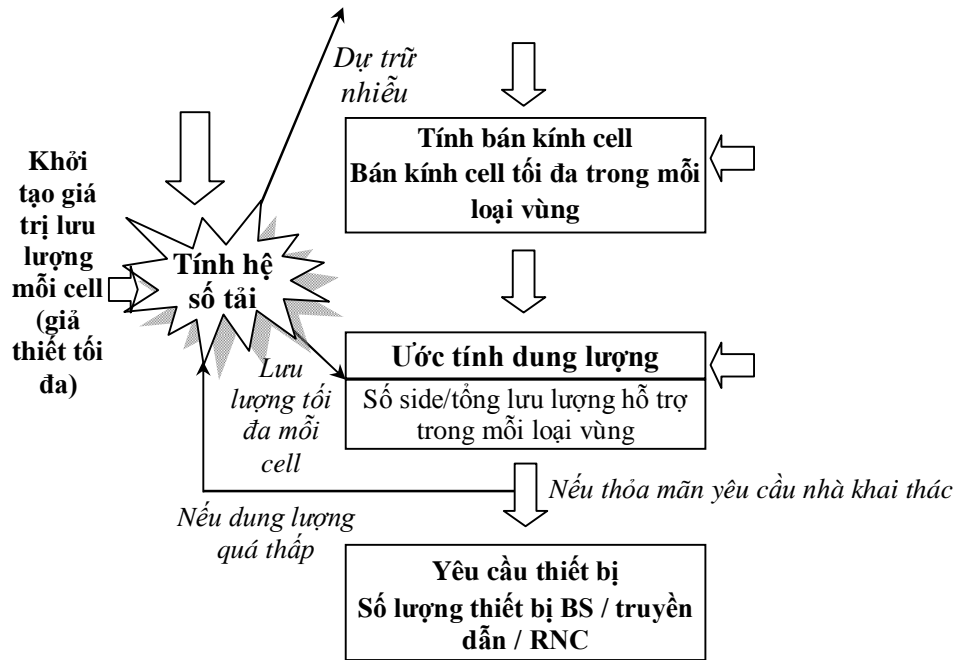 Dự trữ
nhiễu
Tính bán kính cell
Bán kính cell tối đa trong mỗi
loại vùng
Khởi
tạo giá
trị lưu
lượng
mỗi cell
(giả
thiết tối
đa)
Tính hệ
số tải
Ước tính dung lượng
Số side/tổng lưu lượng hỗ trợ
trong mỗi loại vùng
Lưu
lượng tối
đa mỗi
cell
Nếu thỏa mãn yêu cầu nhà khai thác
Nếu dung lượng
quá thấp
Yêu cầu thiết bị
Số lượng thiết bị BS / truyền
dẫn / RNC